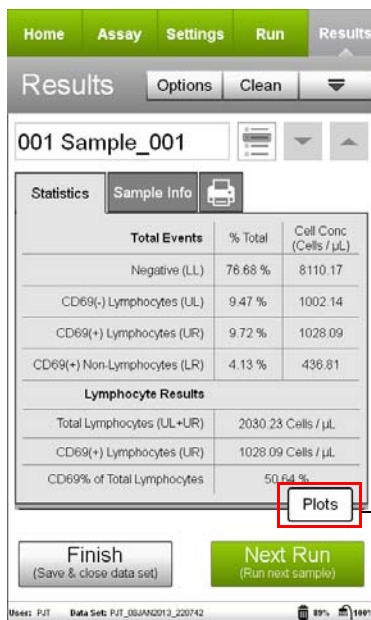 Home Assay Settings Run Results
Results Options Clean
001 Sample_001
Statistics Sample Info
Total Events % Total Cell Conc
(Cells / µL)
Negative (LL) 76.68 % 8110.17
CD69(-) Lymphocytes (UL) 9.47 % 1002.14
CD69(+) Lymphocytes (UR) 9.72 % 1028.09
CD69(+) Non-Lymphocytes (LR) 4.13 % 436.81
Lymphocyte Results
Total Lymphocytes (UL+UR) 2030.23 Cells / µL
CD69(+) Lymphocytes (UR) 1028.09 Cells / µL
CD69% of Total Lymphocytes 50.64 %
Plots
Finish Next Run
(Save & close data set) (Run next sample)
User: PJT Data Set: PJT_08JAN2013_220742 89% 100%